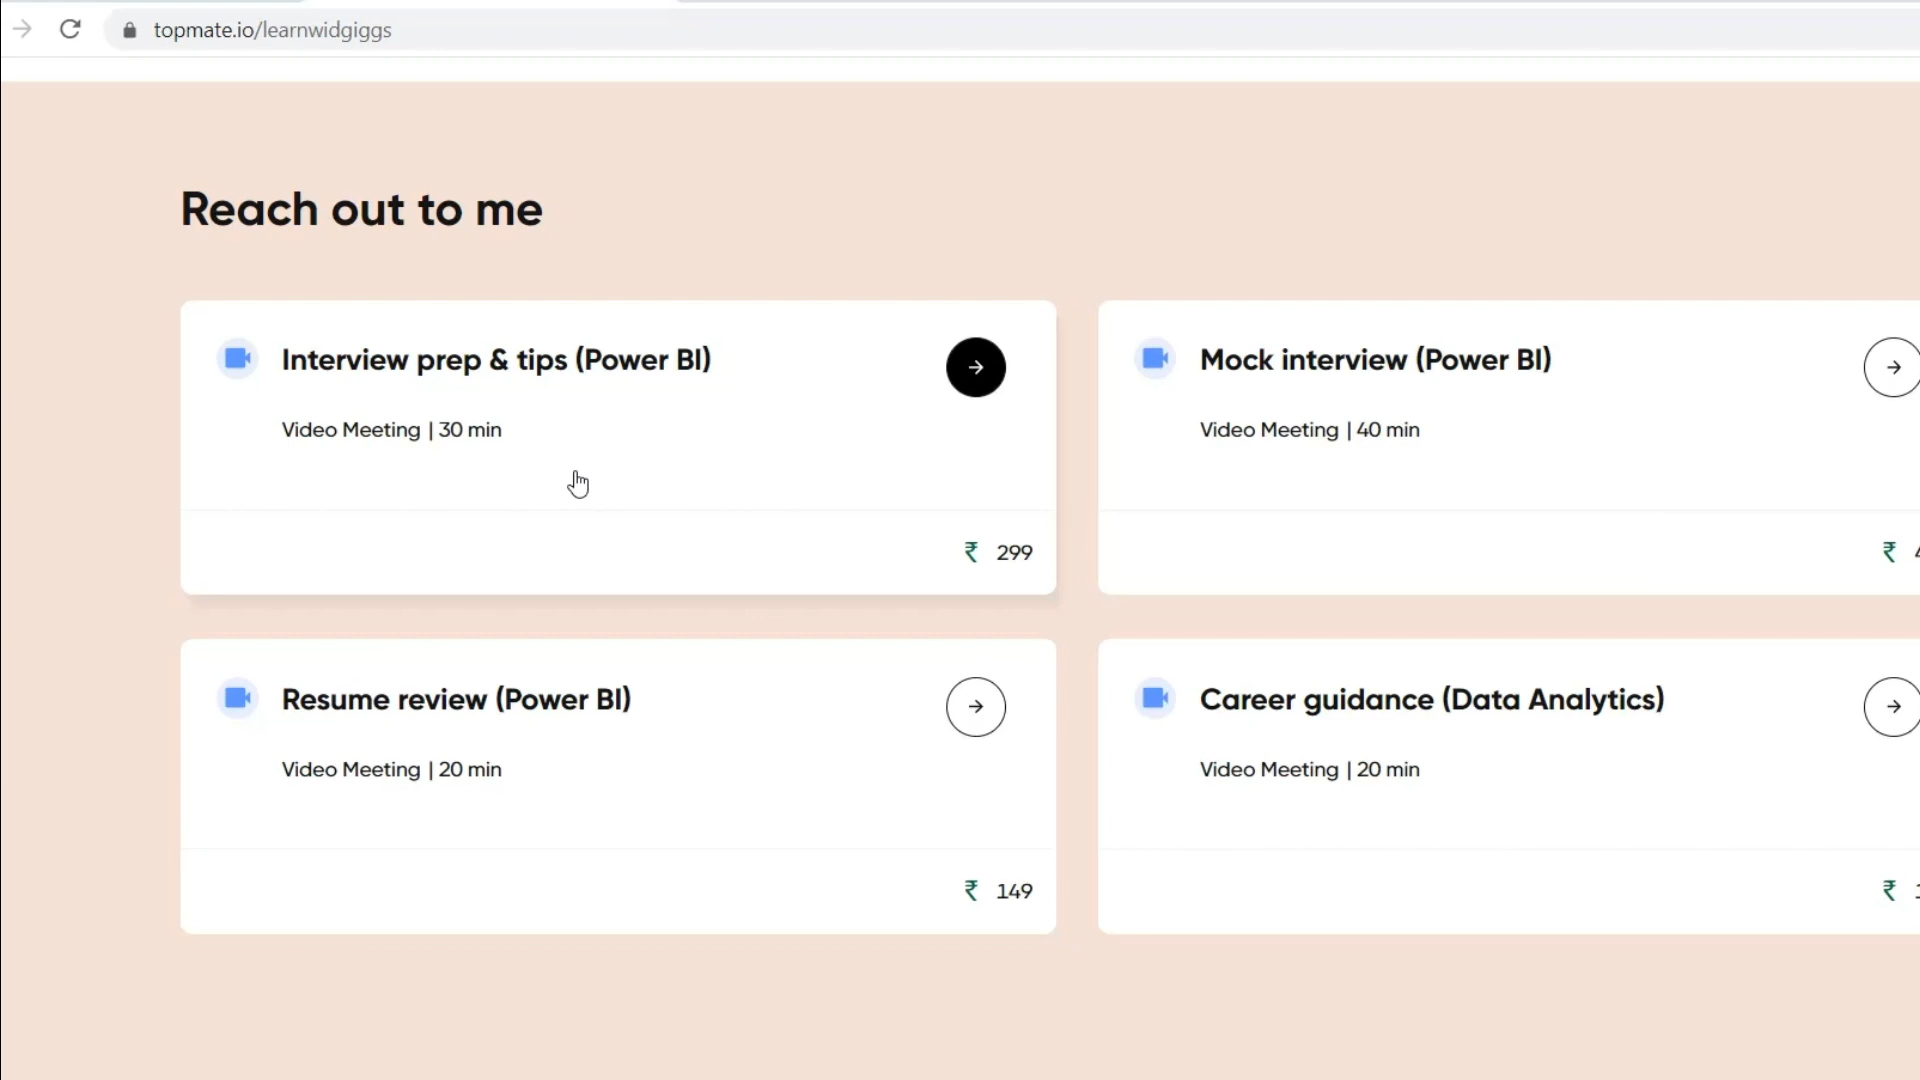 topmate.io/learnwidgiggs
Reach out to me
Interview prep & tips (Power BI)
Video Meeting | 30 min
₹ 299
Mock interview (Power BI)
Video Meeting | 40 min
₹
Resume review (Power BI)
Video Meeting | 20 min
₹ 149
Career guidance (Data Analytics)
Video Meeting | 20 min
₹